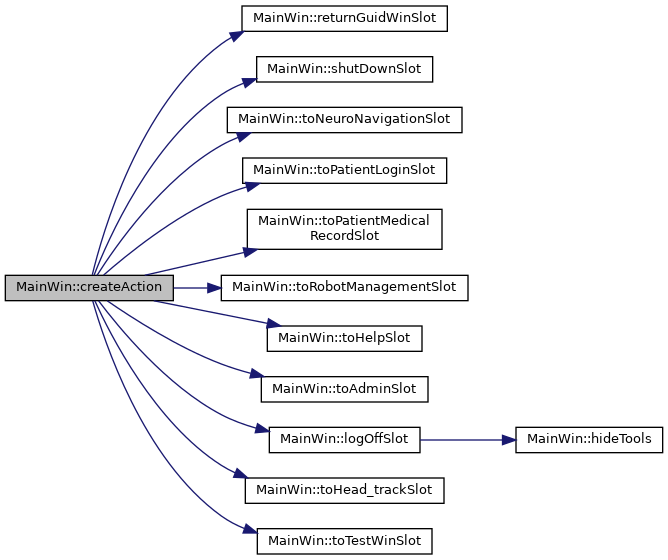 MainWin::returnGuidWinSlot
MainWin::shutDownSlot
MainWin::toNeuroNavigationSlot
MainWin::toPatientLoginSlot
MainWin::toPatientMedical
RecordSlot
MainWin::createAction
MainWin::toRobotManagementSlot
MainWin::toHelpSlot
MainWin::toAdminSlot
MainWin::logOffSlot
MainWin::hideTools
MainWin::toHead_trackSlot
MainWin::toTestWinSlot